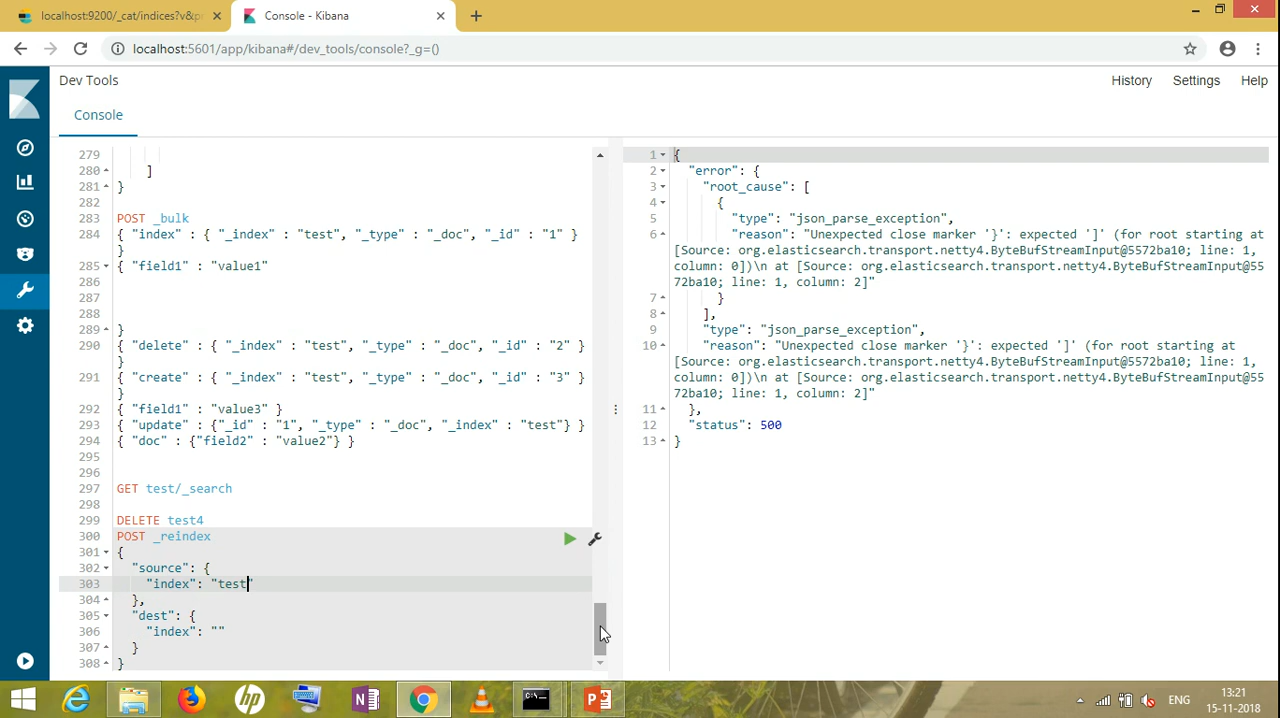 localhost:9200/_cat/indices?v&pr
Console - Kibana
localhost:5601/app/kibana#/dev_tools/console?_g=()
Dev Tools
History
Settings
Help
Console
279
280 ]
281 }
282
283 POST _bulk
284 { "index" : { "_index" : "test", "_type" : "_doc", "_id" : "1" }
}
285 { "field1" : "value1"
286
287
288
289 }
290 { "delete" : { "_index" : "test", "_type" : "_doc", "_id" : "2" }
}
291 { "create" : { "_index" : "test", "_type" : "_doc", "_id" : "3" }
}
292 { "field1" : "value3" }
293 { "update" : {"_id" : "1", "_type" : "_doc", "_index" : "test"} }
294 { "doc" : {"field2" : "value2"} }
295
296
297 GET test/_search
298
299 DELETE test4
300 POST _reindex
301 {
302 "source": {
303 "index": "test"
304 },
305 "dest": {
306 "index": ""
307 }
308 }
1 {
2 "error": {
3 "root_cause": [
4 {
5 "type": "json_parse_exception",
6 "reason": "Unexpected close marker '}': expected ']' (for root starting at
[Source: org.elasticsearch.transport.netty4.ByteBufStreamInput@5572ba10; line: 1,
column: 0])\n at [Source: org.elasticsearch.transport.netty4.ByteBufStreamInput@55
72ba10; line: 1, column: 2]"
7 }
8 ],
9 "type": "json_parse_exception",
10 "reason": "Unexpected close marker '}': expected ']' (for root starting at
[Source: org.elasticsearch.transport.netty4.ByteBufStreamInput@5572ba10; line: 1,
column: 0])\n at [Source: org.elasticsearch.transport.netty4.ByteBufStreamInput@55
72ba10; line: 1, column: 2]"
11 },
12 "status": 500
13 }
ENG
13:21
15-11-2018